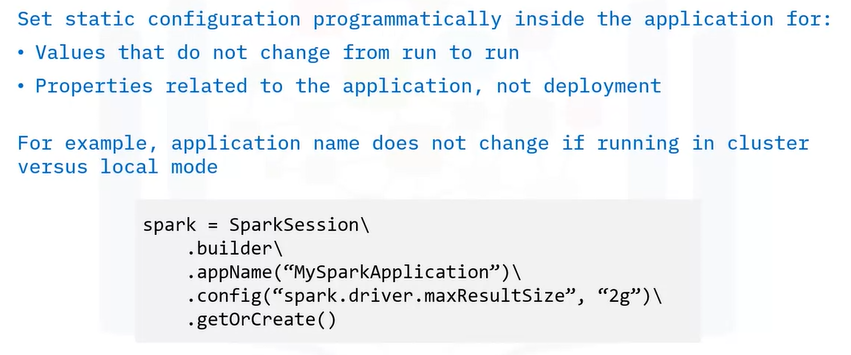 Set static configuration programmatically inside the application for:
• Values that do not change from run to run
• Properties related to the application, not deployment
For example, application name does not change if running in cluster
versus local mode
spark = SparkSession\
    .builder\
    .appName(“MySparkApplication”)\
    .config(“spark.driver.maxResultSize”, “2g”)\
    .getOrCreate()